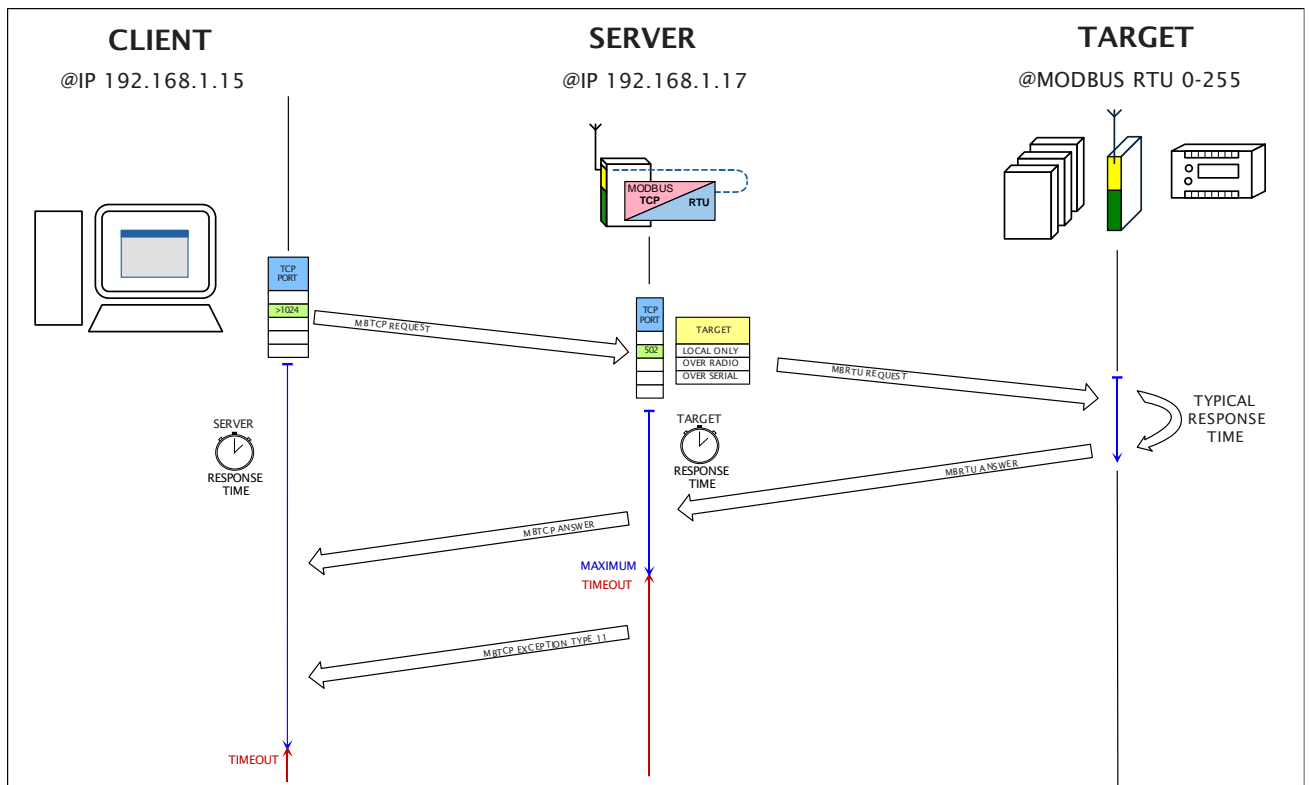 CLIENT
@IP 192.168.1.15
SERVER
@IP 192.168.1.17
TARGET
@MODBUS RTU 0-255
MODBUS
TCP
RTU
TCP
PORT
>1024
MBTCP REQUEST
TCP
PORT
502
TARGET
LOCAL ONLY
OVER RADIO
OVER SERIAL
MBRTU REQUEST
TYPICAL
RESPONSE
TIME
SERVER
RESPONSE
TIME
TARGET
RESPONSE
TIME
MBRTU ANSWER
MBTCP ANSWER
MAXIMUM
TIMEOUT
MBTCP EXCEPTION TYPE 11
TIMEOUT